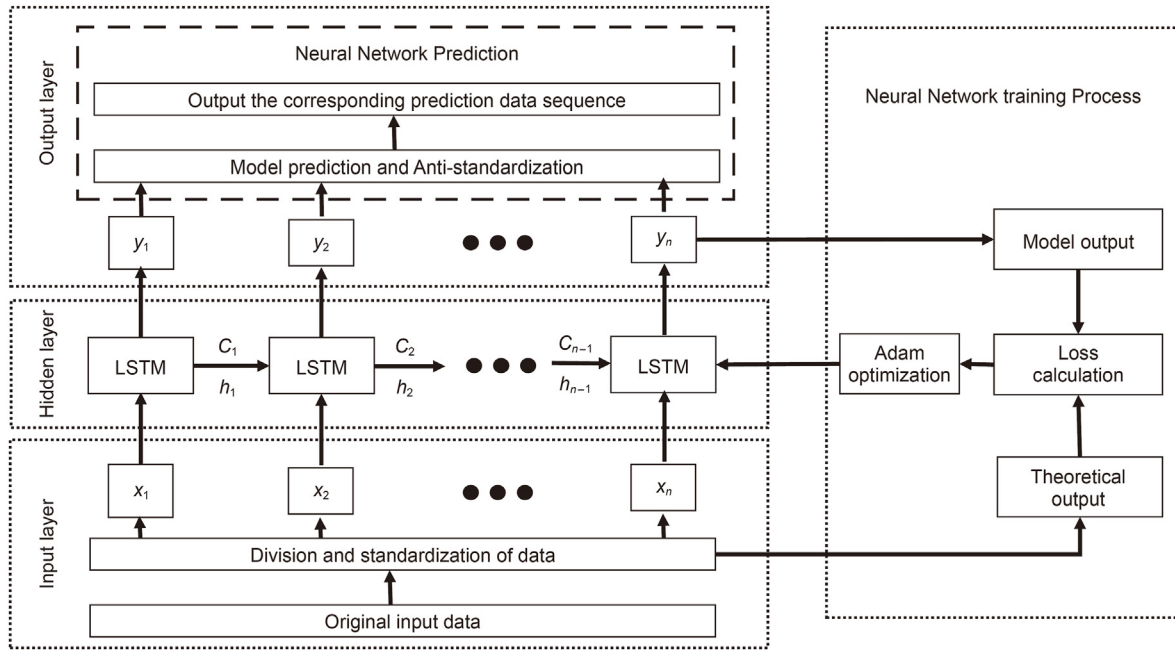 Output layer
Neural Network Prediction
Output the corresponding prediction data sequence
Model prediction and Anti-standardization
y1
y2
yn
Hidden layer
LSTM
C1
h1
LSTM
C2
h2
Cn−1
hn−1
LSTM
Input layer
x1
x2
xn
Division and standardization of data
Original input data
Neural Network training Process
Model output
Adam
optimization
Loss
calculation
Theoretical
output